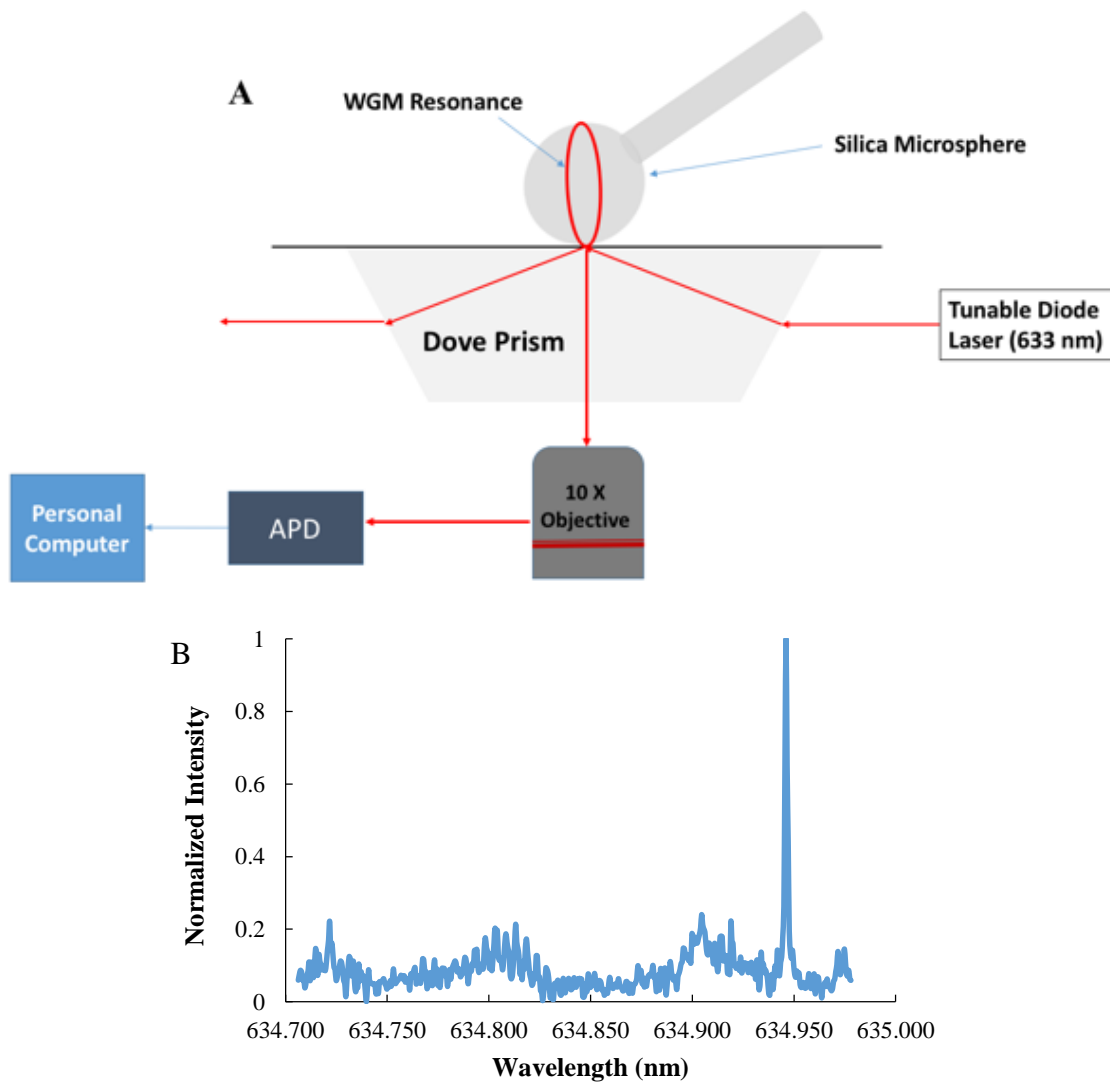 A
WGM Resonance
Silica Microsphere
Dove Prism
Tunable Diode
Laser (633 nm)
10 X
Objective
APD
Personal
Computer
B
Normalized Intensity
1
0.8
0.6
0.4
0.2
0
634.700 634.750 634.800 634.850 634.900 634.950 635.000
Wavelength (nm)